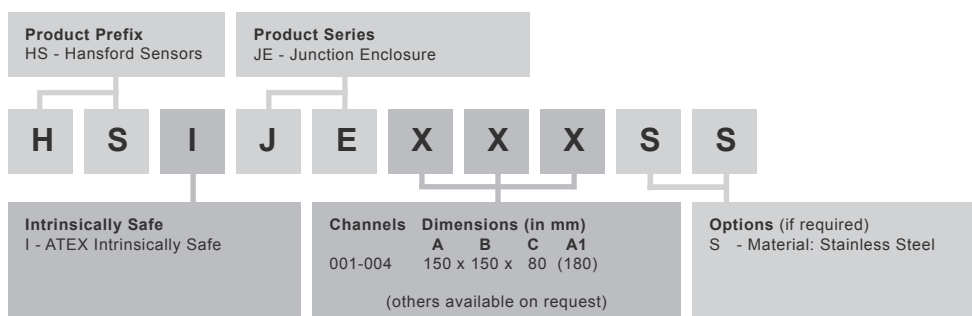 Product Prefix
HS - Hansford Sensors
Product Series
JE - Junction Enclosure
H S I J E X X X S S
Intrinsically Safe
I - ATEX Intrinsically Safe
Channels Dimensions (in mm)
A B C A1
001-004 150 x 150 x 80 (180)
(others available on request)
Options (if required)
S - Material: Stainless Steel